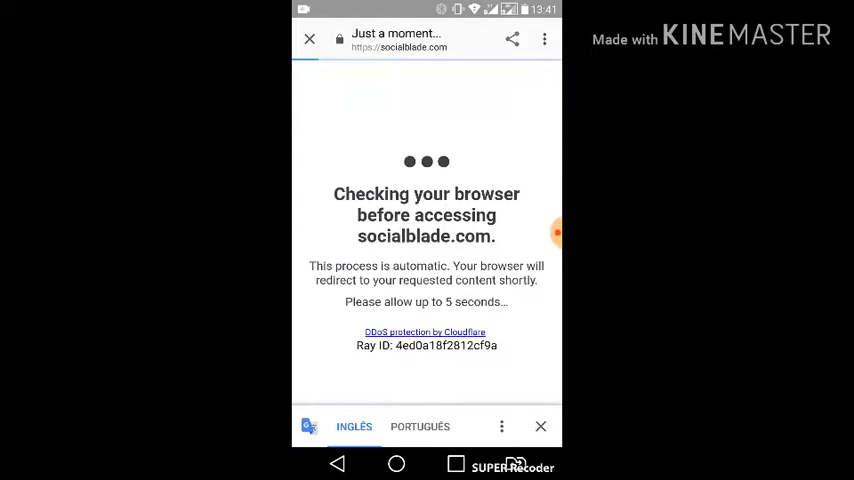 13:41
Just a moment...
https://socialblade.com
Made with KINEMASTER
Checking your browser
before accessing
socialblade.com.
This process is automatic. Your browser will
redirect to your requested content shortly.
Please allow up to 5 seconds...
DDoS protection by Cloudflare
Ray ID: 4ed0a18f2812cf9a
INGLÊS PORTUGUÊS
SUPER Recoder